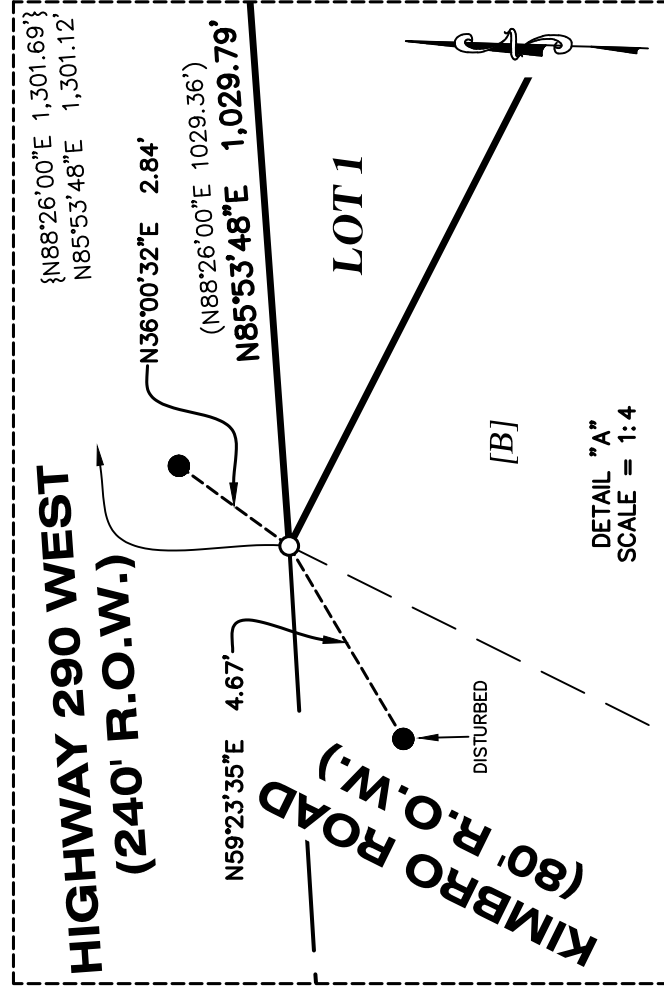 {N88°26'00"E 1,301.69'}
N85°53'48"E 1,301.12'
HIGHWAY 290 WEST
(240' R.O.W.)
N36°00'32"E 2.84'
(N88°26'00"E 1029.36')
N85°53'48"E 1,029.79'
N59°23'35"E 4.67'
LOT 1
KIMBRO ROAD
(80' R.O.W.)
DISTURBED
[B]
DETAIL "A"
SCALE = 1:4